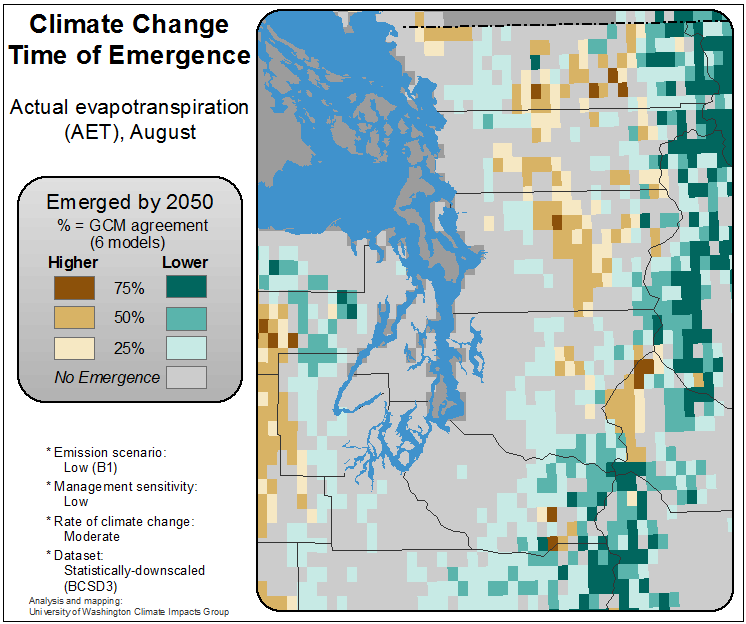 Climate Change
Time of Emergence
Actual evapotranspiration
(AET), August
Emerged by 2050
% = GCM agreement
(6 models)
Higher Lower
75%
50%
25%
No Emergence
* Emission scenario:
Low (B1)
* Management sensitivity:
Low
* Rate of climate change:
Moderate
* Dataset:
Statistically-downscaled
(BCSD3)
Analysis and mapping:
University of Washington Climate Impacts Group